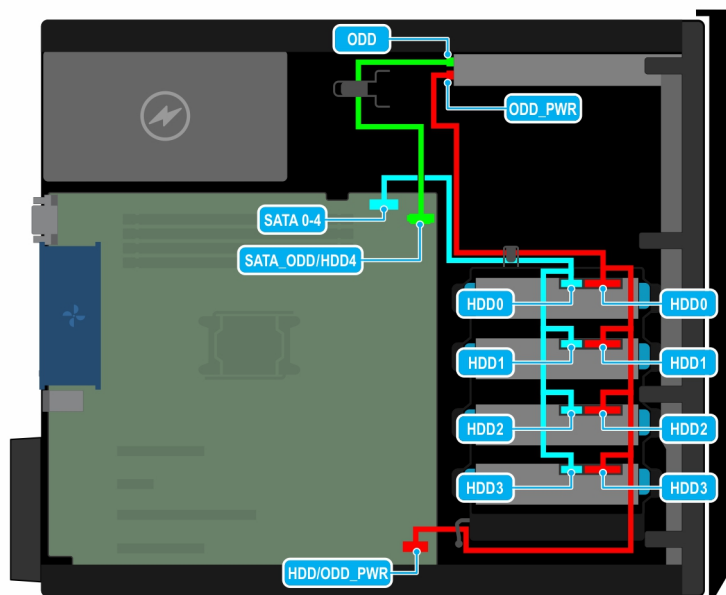 ODD
ODD_PWR
SATA 0-4
SATA_ODD/HDD4
HDD0
HDD0
HDD1
HDD1
HDD2
HDD2
HDD3
HDD3
HDD/ODD_PWR